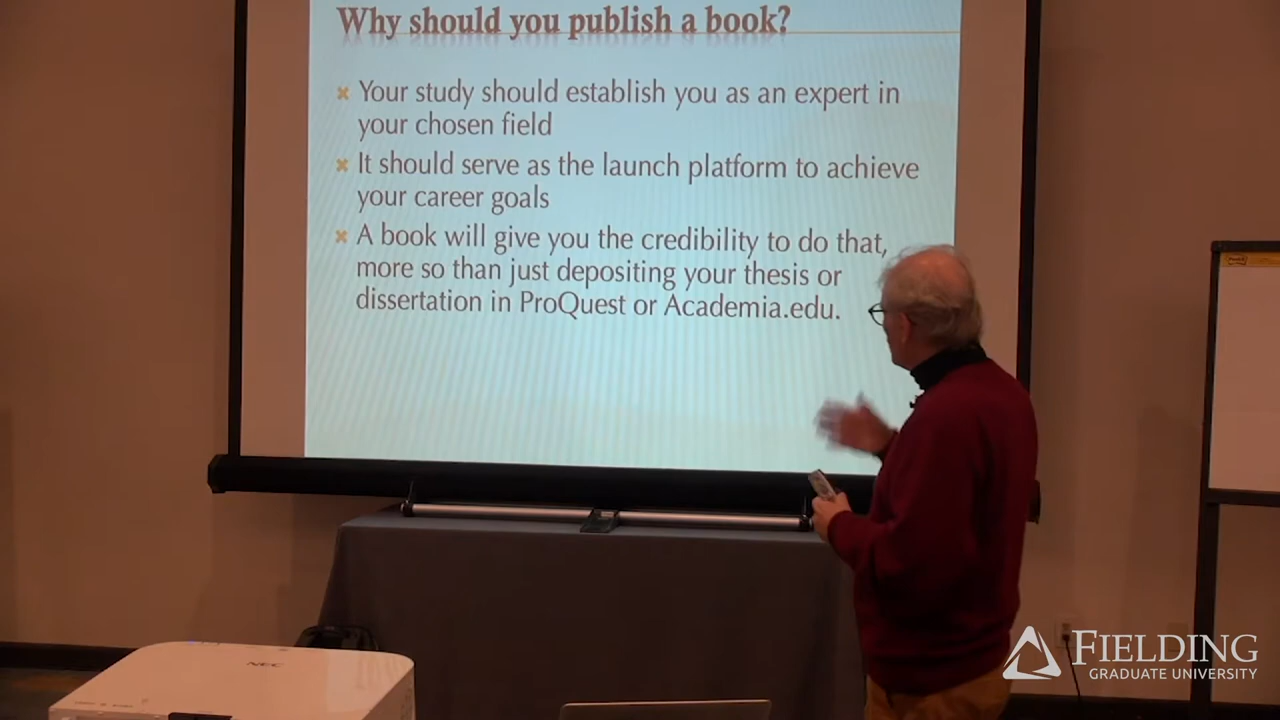 Why should you publish a book?
Your study should establish you as an expert in
your chosen field
It should serve as the launch platform to achieve
your career goals
A book will give you the credibility to do that,
more so than just depositing your thesis or
dissertation in ProQuest or Academia.edu.
FIELDING
GRADUATE UNIVERSITY
NEC